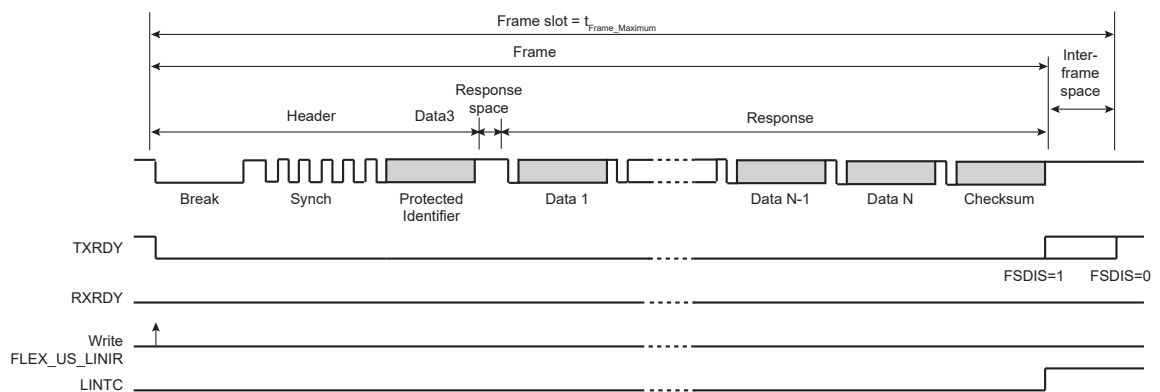 Frame slot = tFrame_Maximum
Frame
Inter-
frame
space
Response
space
Header
Data3
Response
Break
Synch
Protected
Identifier
Data 1
Data N-1
Data N
Checksum
TXRDY
FSDIS=1
FSDIS=0
RXRDY
Write
FLEX_US_LINIR
LINTC